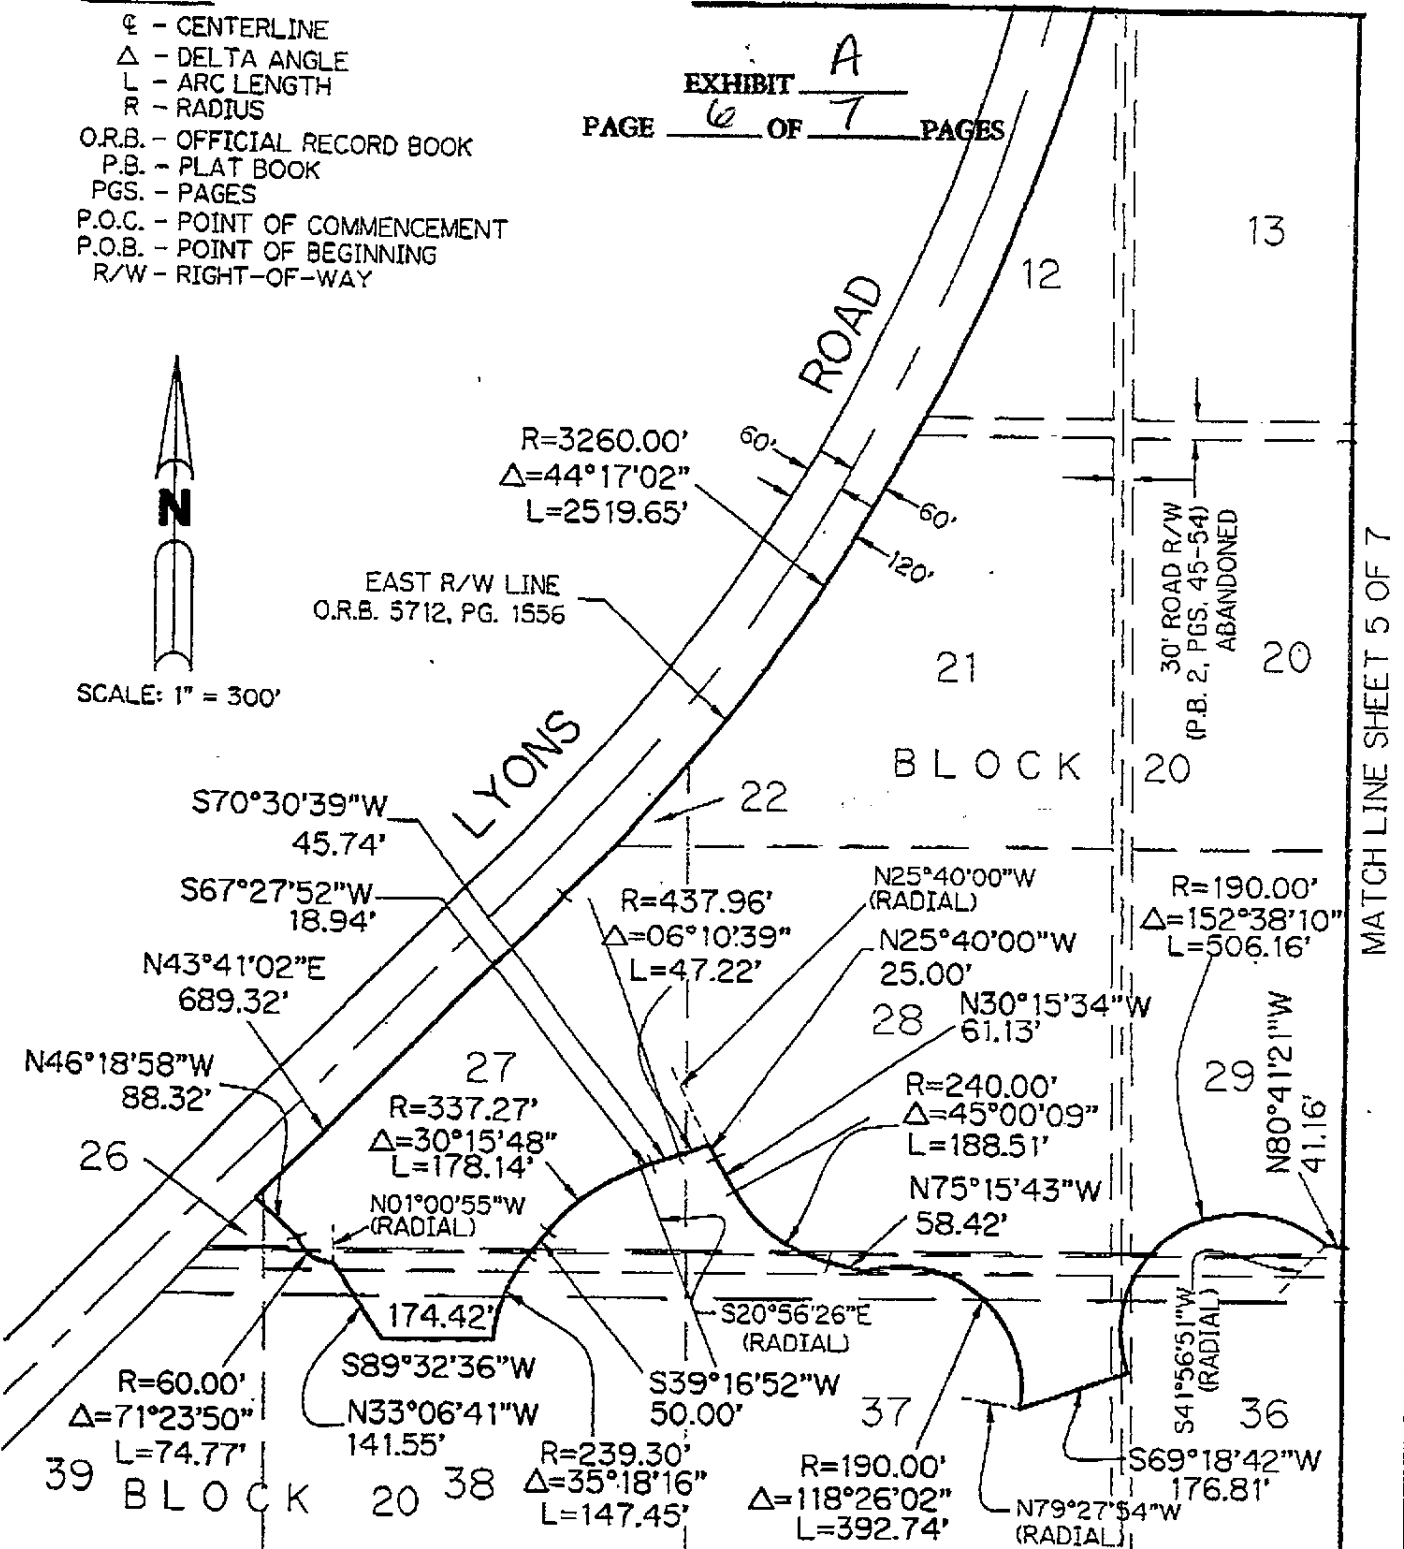 ℄ - CENTERLINE
Δ - DELTA ANGLE
L - ARC LENGTH
R - RADIUS
O.R.B. - OFFICIAL RECORD BOOK
P.B. - PLAT BOOK
PGS. - PAGES
P.O.C. - POINT OF COMMENCEMENT
P.O.B. - POINT OF BEGINNING
R/W - RIGHT-OF-WAY
EXHIBIT A
PAGE 6 OF 7 PAGES
N
SCALE: 1" = 300'
13
12
LYONS ROAD
R=3260.00'
Δ=44°17'02"
L=2519.65'
60'
60'
120'
EAST R/W LINE
O.R.B. 5712, PG. 1556
30' ROAD R/W
(P.B. 2, PGS. 45-54)
ABANDONED
MATCH LINE SHEET 5 OF 7
21
20
BLOCK 20
22
S70°30'39"W
45.74'
S67°27'52"W
18.94'
N43°41'02"E
689.32'
N46°18'58"W
88.32'
R=437.96'
Δ=06°10'39"
L=47.22'
N25°40'00"W
(RADIAL)
N25°40'00"W
25.00'
R=190.00'
Δ=152°38'10"
L=506.16'
28
N30°15'34"W
61.13'
29
N80°41'21"W
41.16'
27
26
R=337.27'
Δ=30°15'48"
L=178.14'
R=240.00'
Δ=45°00'09"
L=188.51'
N01°00'55"W
(RADIAL)
N75°15'43"W
58.42'
174.42'
S89°32'36"W
S20°56'26"E
(RADIAL)
S41°56'51"W
(RADIAL)
R=60.00'
Δ=71°23'50"
L=74.77'
N33°06'41"W
141.55'
S39°16'52"W
50.00'
37
36
R=239.30'
Δ=35°18'16"
L=147.45'
R=190.00'
Δ=118°26'02"
L=392.74'
S69°18'42"W
176.81'
N79°27'54"W
(RADIAL)
39
BLOCK 20
38